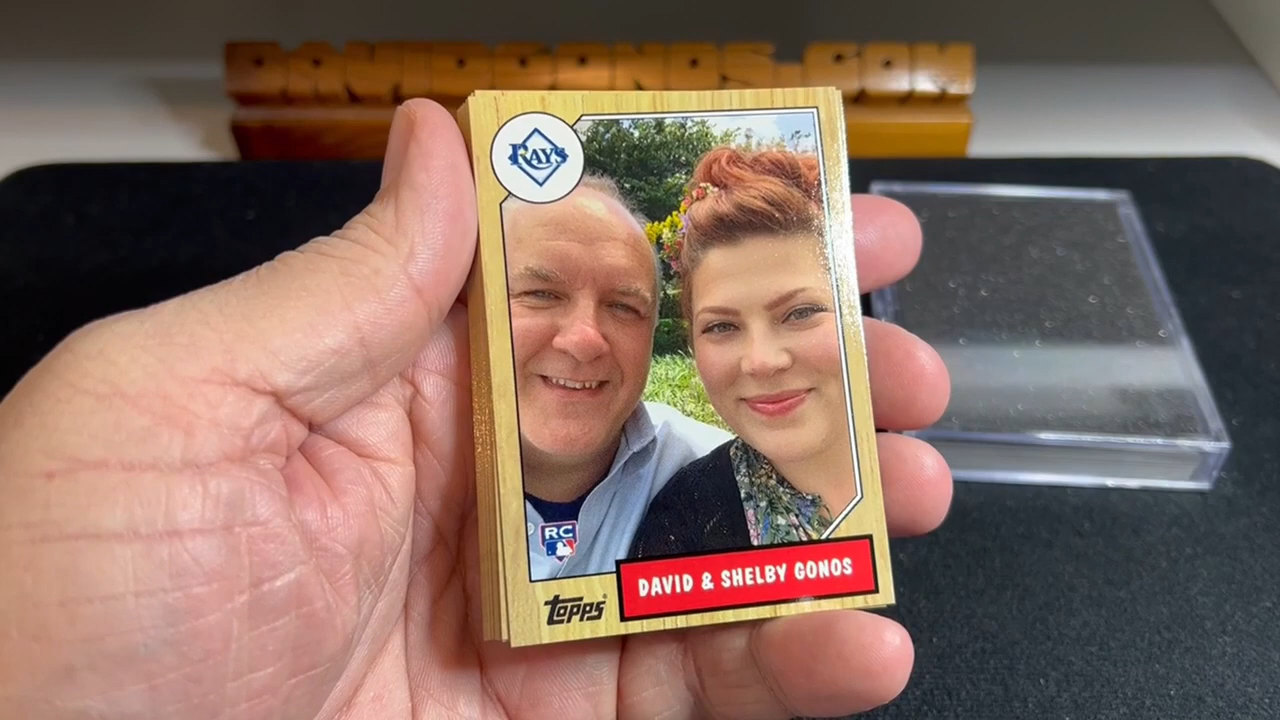 DAVIDGONOS.COM
RAYS
RC
DAVID & SHELBY GONOS
topps